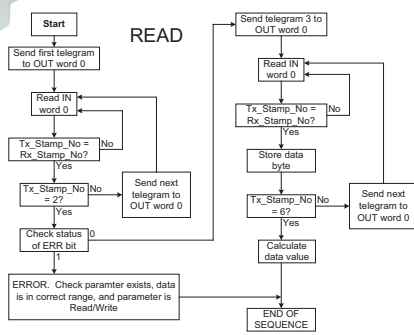 Start
READ
Send first telegram
to OUT word 0
Read IN
word 0
Tx_Stamp_No =
Rx_Stamp_No?
No
Yes
Tx_Stamp_No
= 2?
No
Send next
telegram to
OUT word 0
Yes
Check status
of ERR bit
0
1
ERROR. Check paramter exists, data
is in correct range, and parameter is
Read/Write
Send telegram 3 to
OUT word 0
Read IN
word 0
Tx_Stamp_No =
Rx_Stamp_No?
No
Yes
Store data
byte
Tx_Stamp_No
= 6?
No
Send next
telegram to
OUT word 0
Yes
Calculate
data value
END OF
SEQUENCE